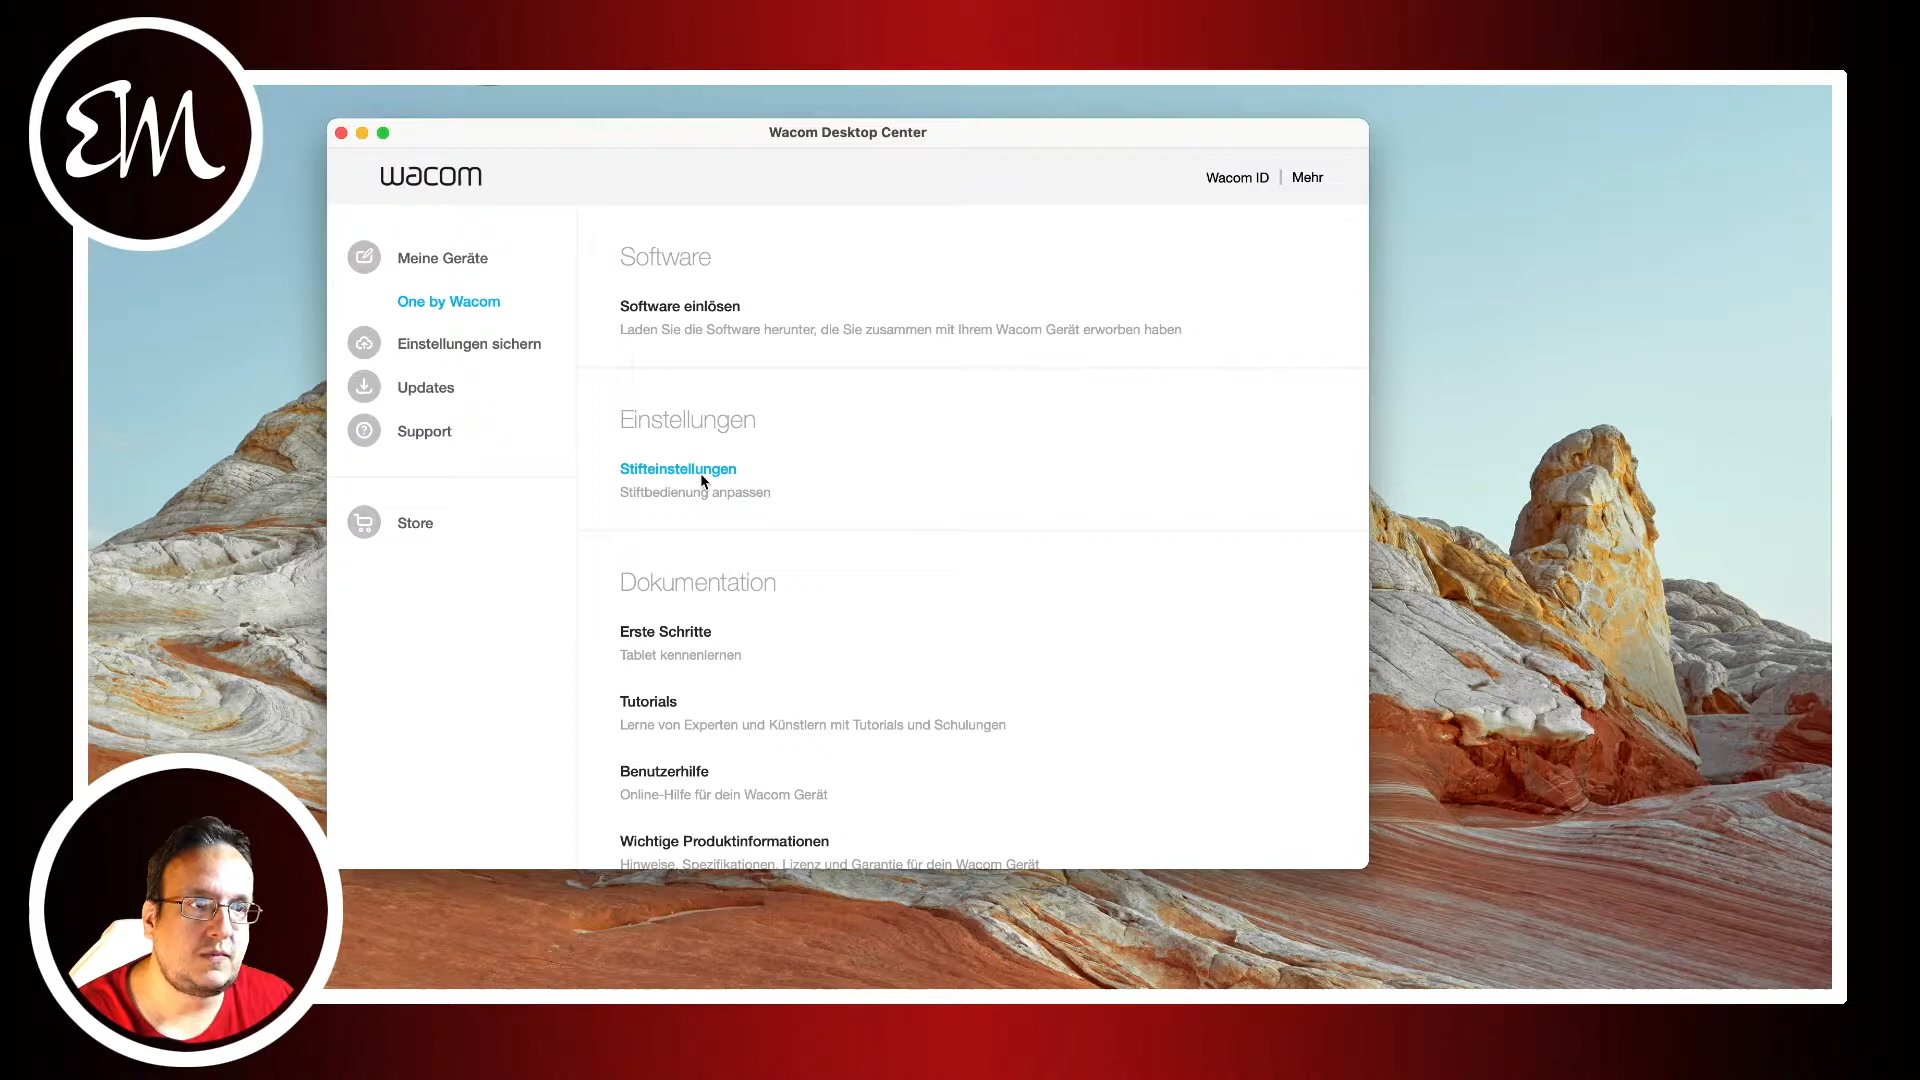 EM
Wacom Desktop Center
wacom
Wacom ID | Mehr
Meine Geräte
One by Wacom
Einstellungen sichern
Updates
Support
Store
Software
Software einlösen
Laden Sie die Software herunter, die Sie zusammen mit Ihrem Wacom Gerät erworben haben
Einstellungen
Stifteinstellungen
Stiftbedienung anpassen
Dokumentation
Erste Schritte
Tablet kennenlernen
Tutorials
Lerne von Experten und Künstlern mit Tutorials und Schulungen
Benutzerhilfe
Online-Hilfe für dein Wacom Gerät
Wichtige Produktinformationen
Hinweise, Spezifikationen, Lizenz und Garantie für dein Wacom Gerät